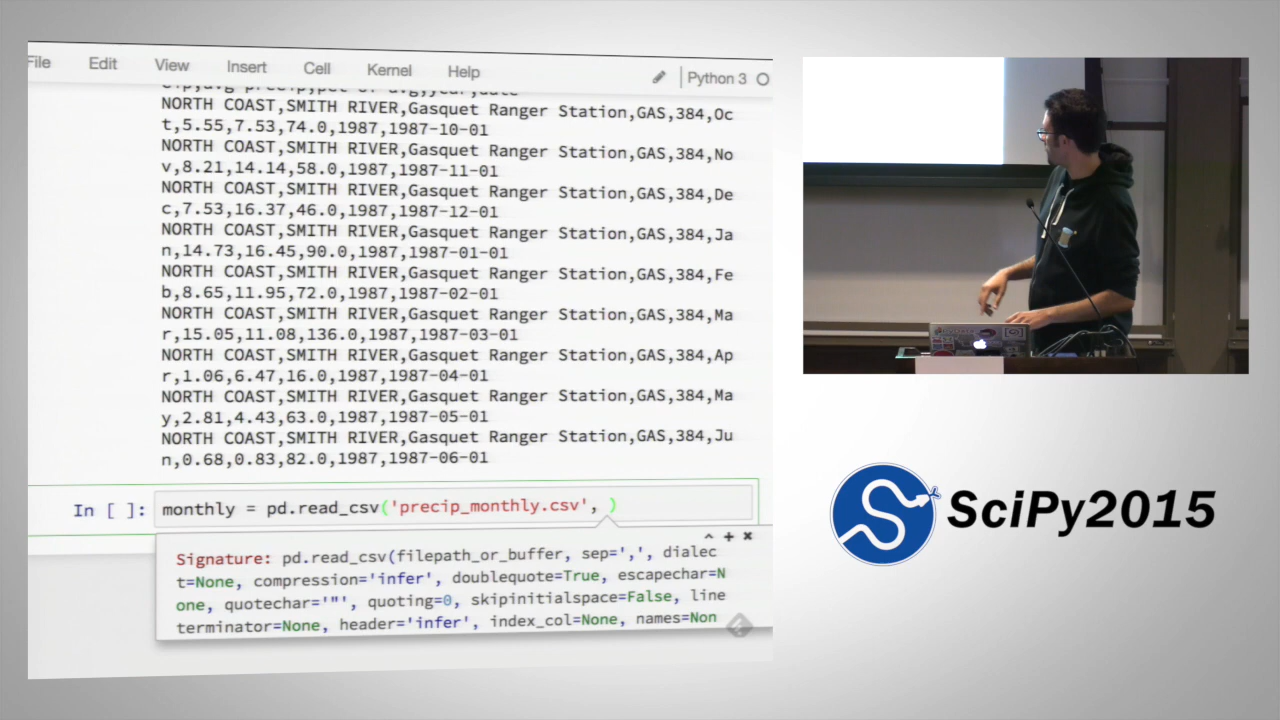 File Edit View Insert Cell Kernel Help
Python 3
NORTH COAST,SMITH RIVER,Gasquet Ranger Station,GAS,384,Oc
t,5.55,7.53,74.0,1987,1987-10-01
NORTH COAST,SMITH RIVER,Gasquet Ranger Station,GAS,384,No
v,8.21,14.14,58.0,1987,1987-11-01
NORTH COAST,SMITH RIVER,Gasquet Ranger Station,GAS,384,De
c,7.53,16.37,46.0,1987,1987-12-01
NORTH COAST,SMITH RIVER,Gasquet Ranger Station,GAS,384,Ja
n,14.73,16.45,90.0,1987,1987-01-01
NORTH COAST,SMITH RIVER,Gasquet Ranger Station,GAS,384,Fe
b,8.65,11.95,72.0,1987,1987-02-01
NORTH COAST,SMITH RIVER,Gasquet Ranger Station,GAS,384,Ma
r,15.05,11.08,136.0,1987,1987-03-01
NORTH COAST,SMITH RIVER,Gasquet Ranger Station,GAS,384,Ap
r,1.06,6.47,16.0,1987,1987-04-01
NORTH COAST,SMITH RIVER,Gasquet Ranger Station,GAS,384,Ma
y,2.81,4.43,63.0,1987,1987-05-01
NORTH COAST,SMITH RIVER,Gasquet Ranger Station,GAS,384,Ju
n,0.68,0.83,82.0,1987,1987-06-01
In [ ]: monthly = pd.read_csv('precip_monthly.csv', )
Signature: pd.read_csv(filepath_or_buffer, sep=',', dialec
t=None, compression='infer', doublequote=True, escapechar=N
one, quotechar='"', quoting=0, skipinitialspace=False, line
terminator=None, header='infer', index_col=None, names=Non
SciPy2015